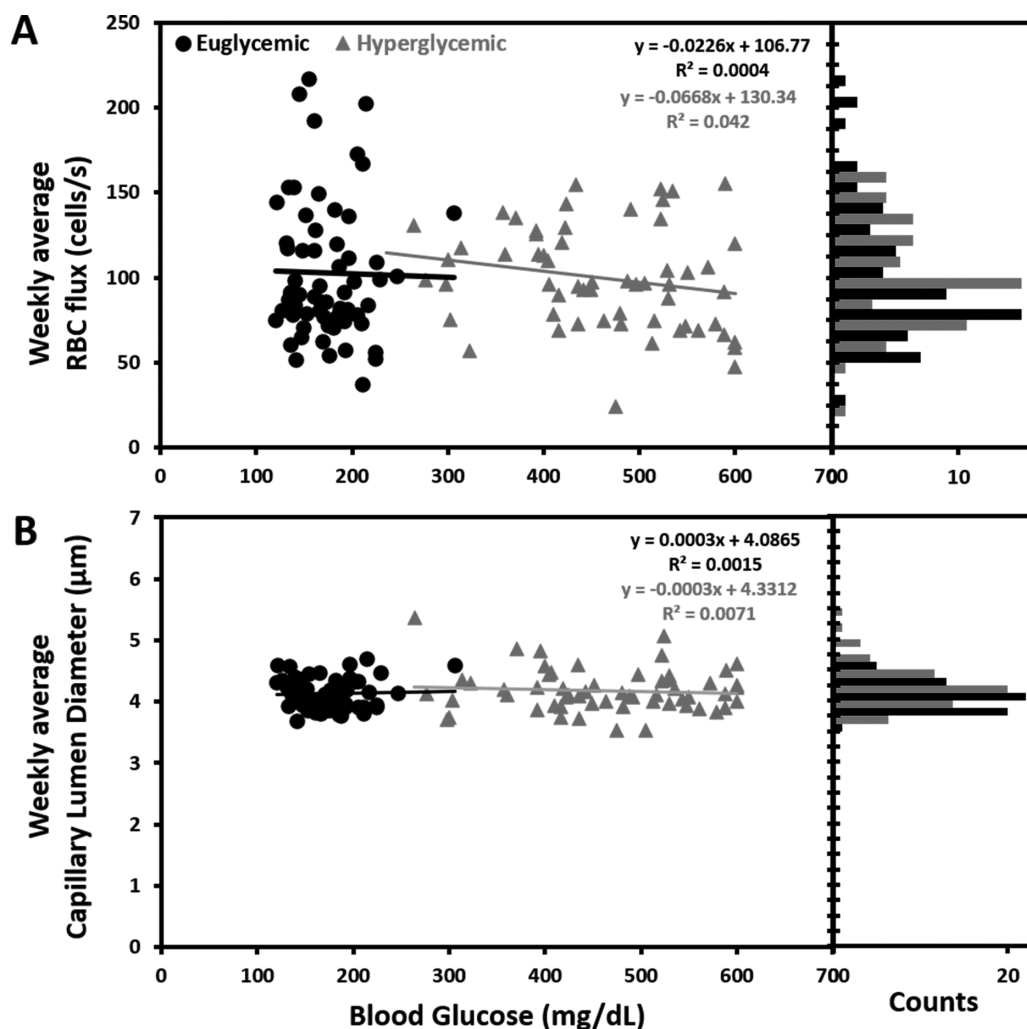 A
Weekly average
RBC flux (cells/s)
250
200
150
100
50
0
Euglycemic
Hyperglycemic
y = -0.0226x + 106.77
R² = 0.0004
y = -0.0668x + 130.34
R² = 0.042
0
100
200
300
400
500
600
700
0
10
B
Weekly average
Capillary Lumen Diameter (µm)
7
6
5
4
3
2
1
0
y = 0.0003x + 4.0865
R² = 0.0015
y = -0.0003x + 4.3312
R² = 0.0071
0
100
200
300
400
500
600
700
0
20
Blood Glucose (mg/dL)
Counts